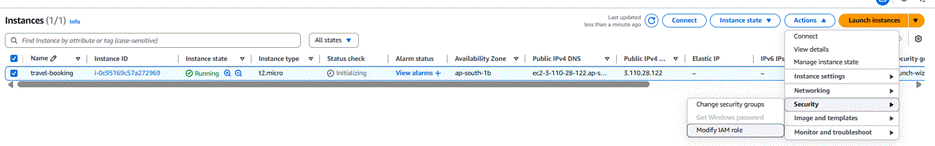 Instances (1/1) Info
Last updated
less than a minute ago
Connect
Instance state
Actions
Launch instances
Find Instance by attribute or tag (case-sensitive)
All states
Name
Instance ID
Instance state
Instance type
Status check
Alarm status
Availability Zone
Public IPv4 DNS
Public IPv4 ...
Elastic IP
IPv6 IPs
travel-booking
i-0c95169c57a272969
Running
t2.micro
Initializing
View alarms +
ap-south-1b
ec2-3-110-28-122.ap-s...
3.110.28.122
–
–
Connect
View details
Manage instance state
Instance settings
Networking
Security
Image and templates
Monitor and troubleshoot
Change security groups
Get Windows password
Modify IAM role